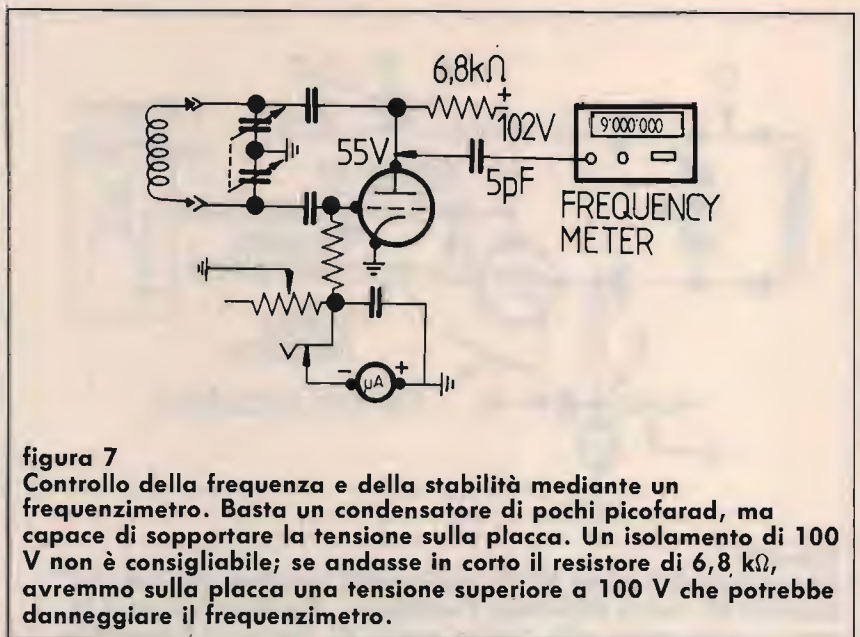 6,8kΩ
+
102V
9.000.000
55V
5pF
FREQUENCY
METER
− +
μA
figura 7
Controllo della frequenza e della stabilità mediante un
frequenzimetro. Basta un condensatore di pochi picofarad, ma
capace di sopportare la tensione sulla placca. Un isolamento di 100
V non è consigliabile; se andasse in corto il resistore di 6,8 kΩ,
avremmo sulla placca una tensione superiore a 100 V che potrebbe
danneggiare il frequenzimetro.